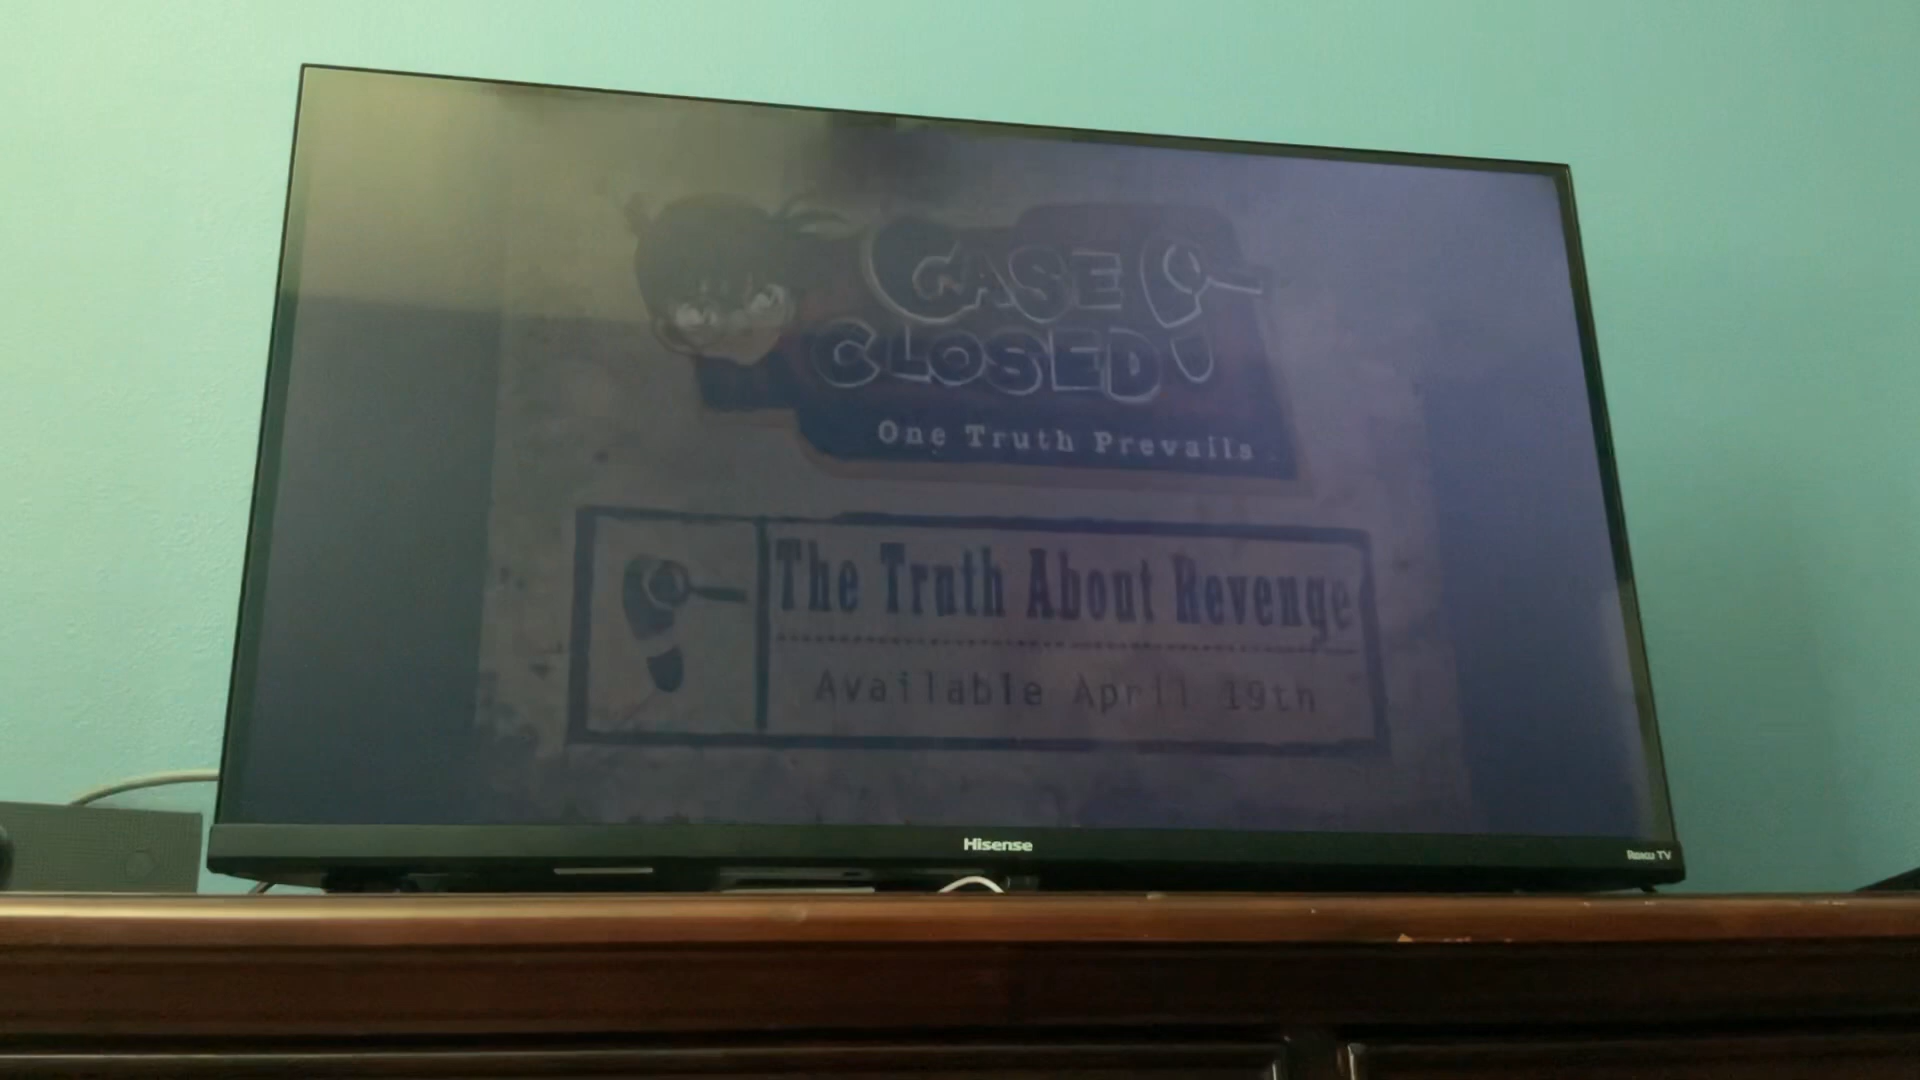 CASE
CLOSED
One Truth Prevails
The Truth About Revenge
Available April 19th
Hisense
Roku TV